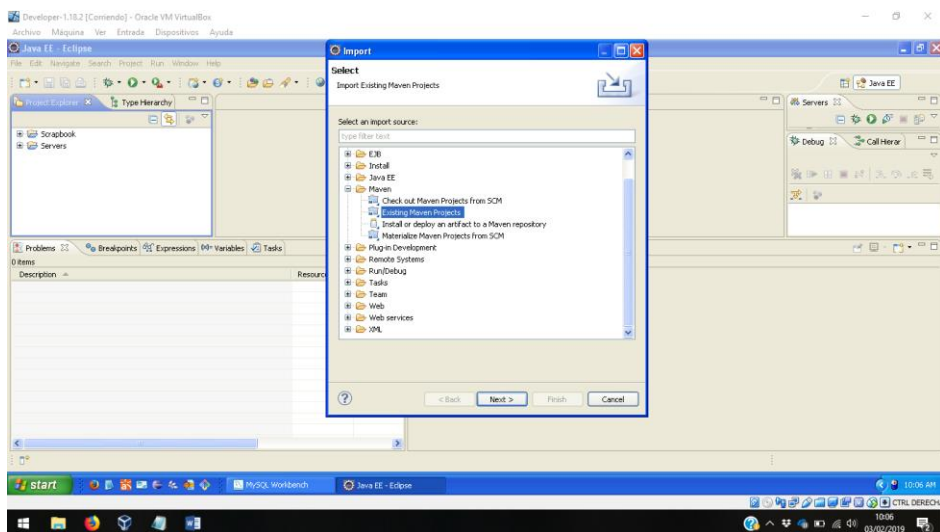 Developer-1.18.2 [Corriendo] - Oracle VM VirtualBox
Archivo Máquina Ver Entrada Dispositivos Ayuda
Java EE - Eclipse
File Edit Navigate Search Project Run Window Help
Java EE
Project Explorer
Type Hierarchy
Scrapbook
Servers
Import
Select
Import Existing Maven Projects
Select an import source:
type filter text
EJB
Install
Java EE
Maven
Check out Maven Projects from SCM
Existing Maven Projects
Install or deploy an artifact to a Maven repository
Materialize Maven Projects from SCM
Plug-in Development
Remote Systems
Run/Debug
Tasks
Team
Web
Web services
XML
< Back Next > Finish Cancel
Servers
Debug
Call Hierar
Problems Breakpoints Expressions Variables Tasks
0 items
Description
Resourc
start
MySQL Workbench
Java EE - Eclipse
10:06 AM
CTRL DERECH
10:06
03/02/2019